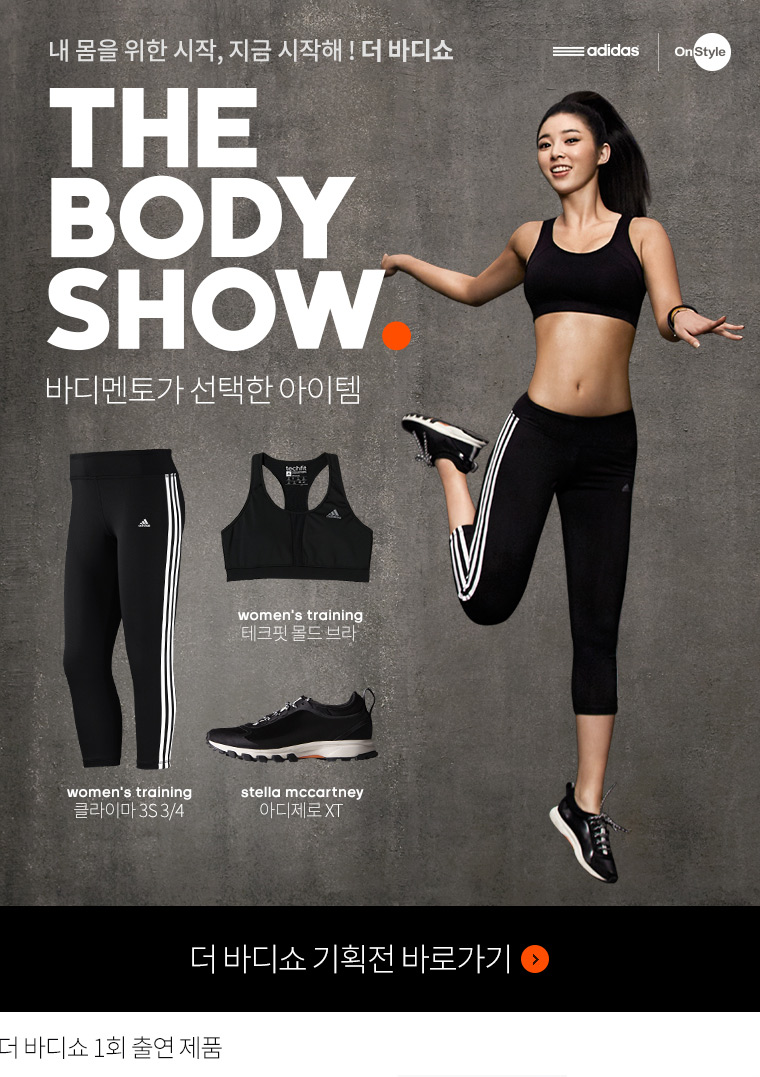 내 몸을 위한 시작, 지금 시작해 ! 더 바디쇼
adidas
OnStyle
THE
BODY
SHOW.
바디멘토가 선택한 아이템
techfit
women's training
테크핏 몰드 브라
women's training
클라이마 3S 3/4
stella mccartney
아디제로 XT
더 바디쇼 기획전 바로가기
더 바디쇼 1회 출연 제품